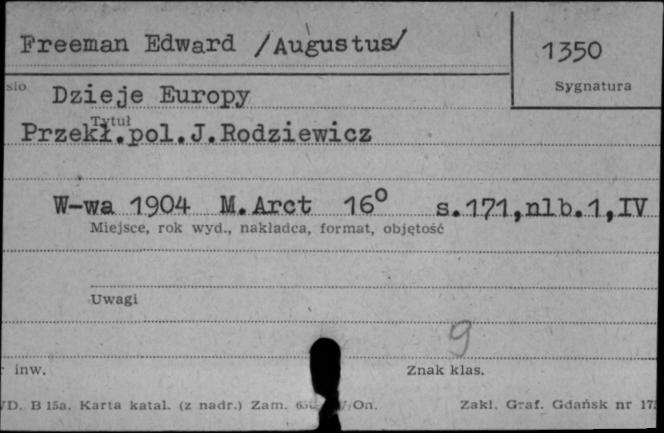 Freeman Edward /Augustus/
1350
Sygnatura
sło
Dzieje Europy
Tytuł
Przekł.pol.J.Rodziewicz
W-wa 1904 M.Arct 16° s.171,nlb.1,IV
Miejsce, rok wyd., nakładca, format, objętość
Uwagi
9
inw.
Znak klas.
D. B 15a. Karta katal. (z nadr.) Zam.
Zakł. Graf. Gdańsk nr 17